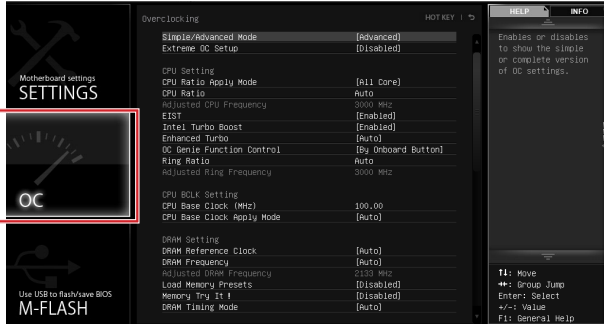 Overclocking
HOT KEY
HELP
INFO
Simple/Advanced Mode [Advanced]
Extreme OC Setup [Disabled]
CPU Setting
CPU Ratio Apply Mode [All Core]
CPU Ratio Auto
Adjusted CPU Frequency 3000 MHz
EIST [Enabled]
Intel Turbo Boost [Enabled]
Enhanced Turbo [Auto]
OC Genie Function Control [By Onboard Button]
Ring Ratio Auto
Adjusted Ring Frequency 3000 MHz
CPU BCLK Setting
CPU Base Clock (MHz) 100.00
CPU Base Clock Apply Mode [Auto]
DRAM Setting
DRAM Reference Clock [Auto]
DRAM Frequency [Auto]
Adjusted DRAM Frequency 2133 MHz
Load Memory Presets [Disabled]
Memory Try It ! [Disabled]
DRAM Timing Mode [Auto]
Motherboard settings
SETTINGS
OC
Use USB to flash/save BIOS
M-FLASH
Enables or disables
to show the simple
or complete version
of OC settings.
↑↓: Move
→←: Group Jump
Enter: Select
+/-: Value
F1: General Help